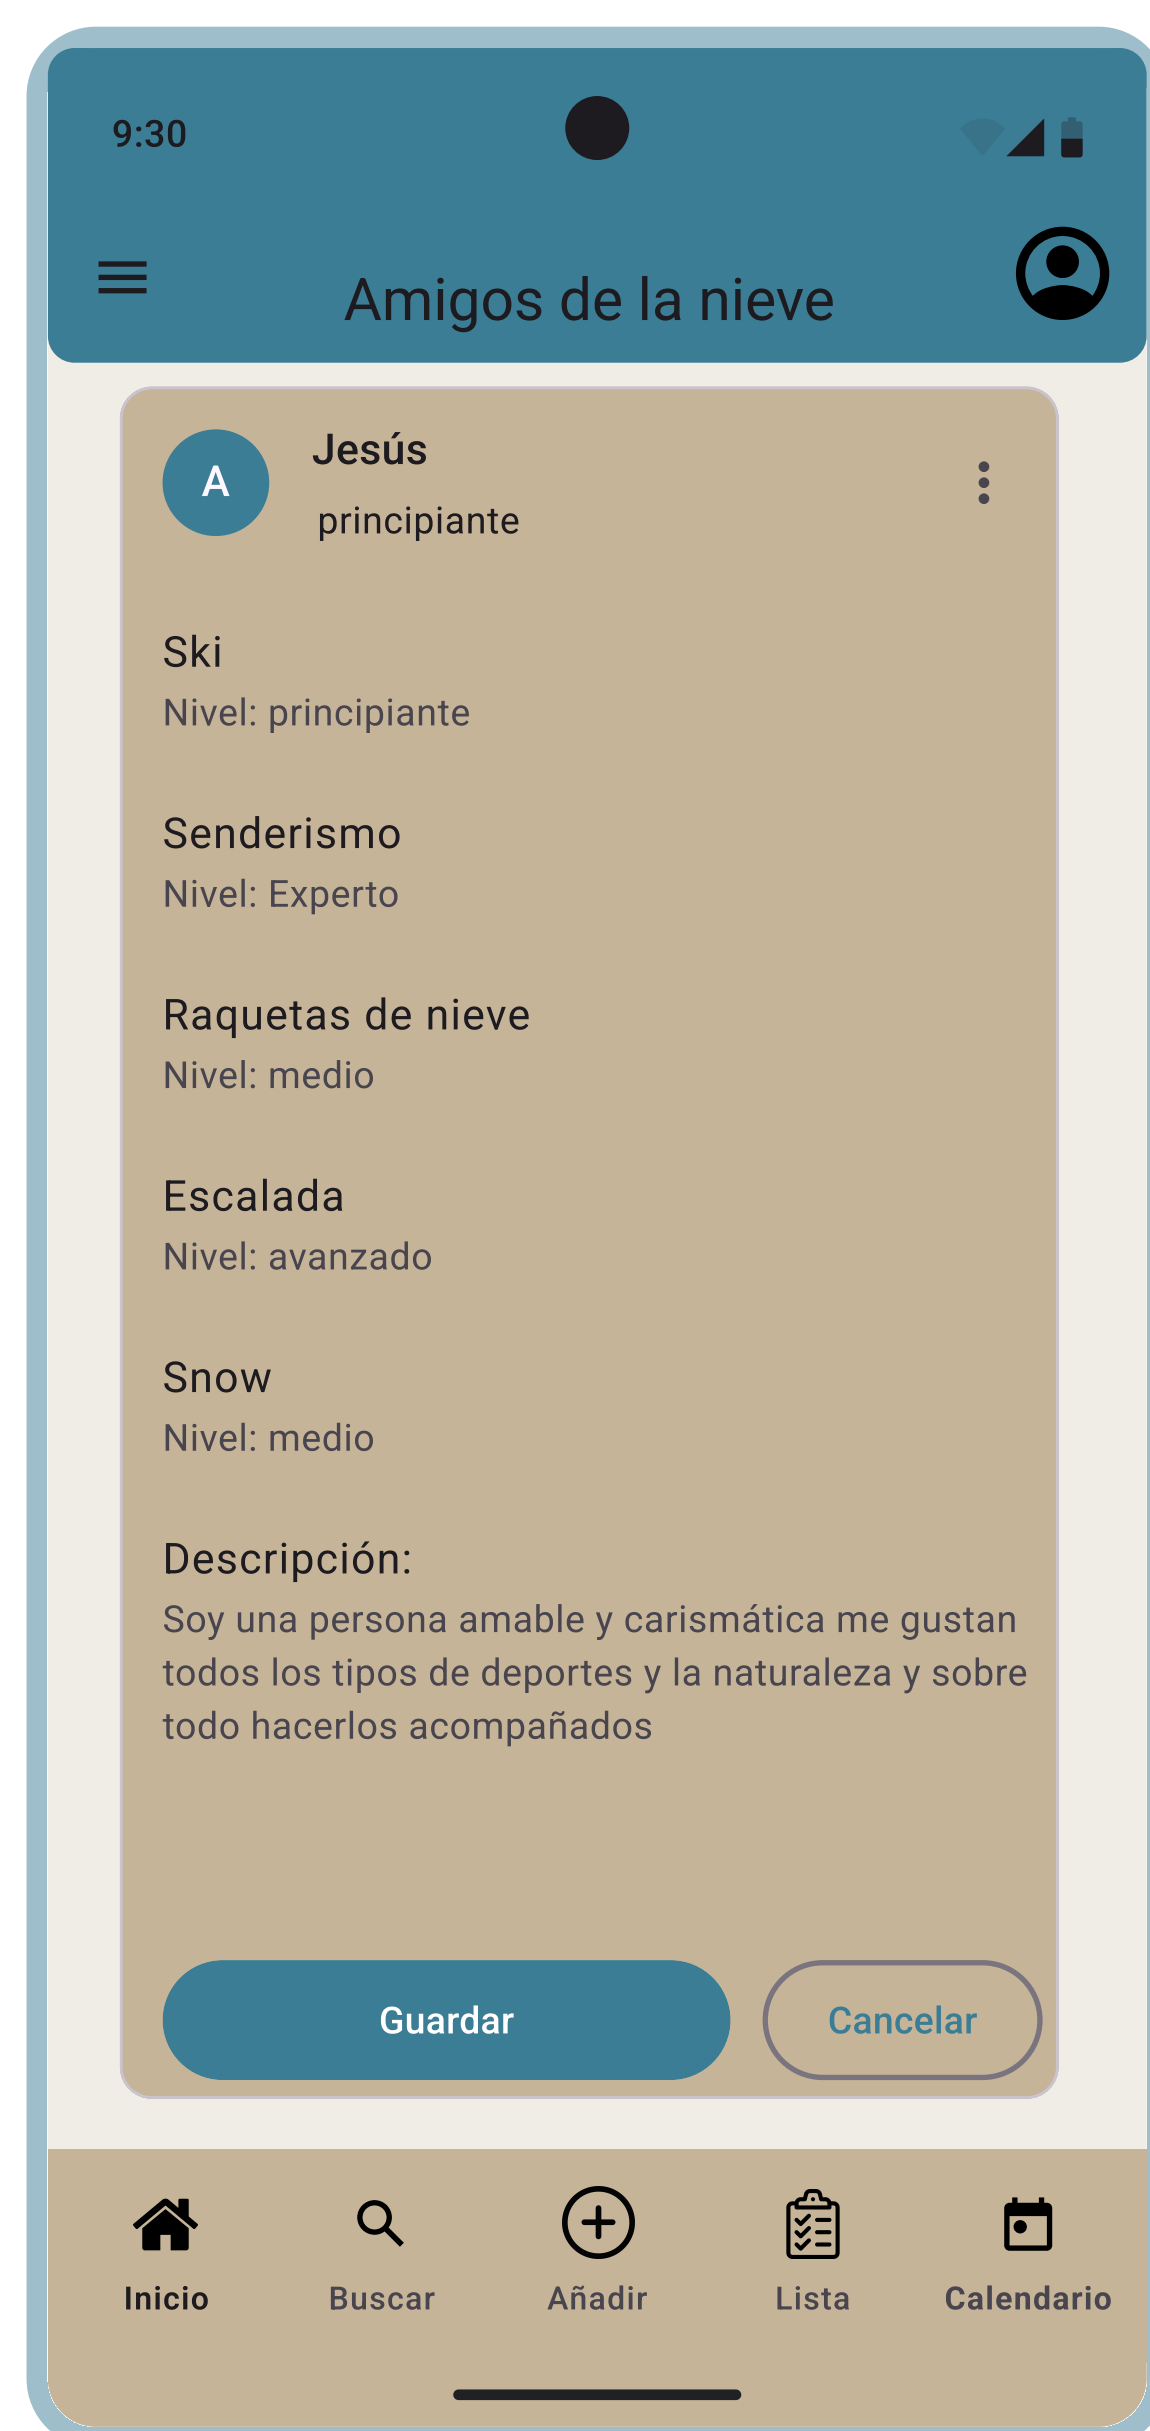 9:30
Amigos de la nieve
A
Jesús
principiante
Ski
Nivel: principiante
Senderismo
Nivel: Experto
Raquetas de nieve
Nivel: medio
Escalada
Nivel: avanzado
Snow
Nivel: medio
Descripción:
Soy una persona amable y carismática me gustan
todos los tipos de deportes y la naturaleza y sobre
todo hacerlos acompañados
Guardar
Cancelar
Inicio
Buscar
Añadir
Lista
Calendario